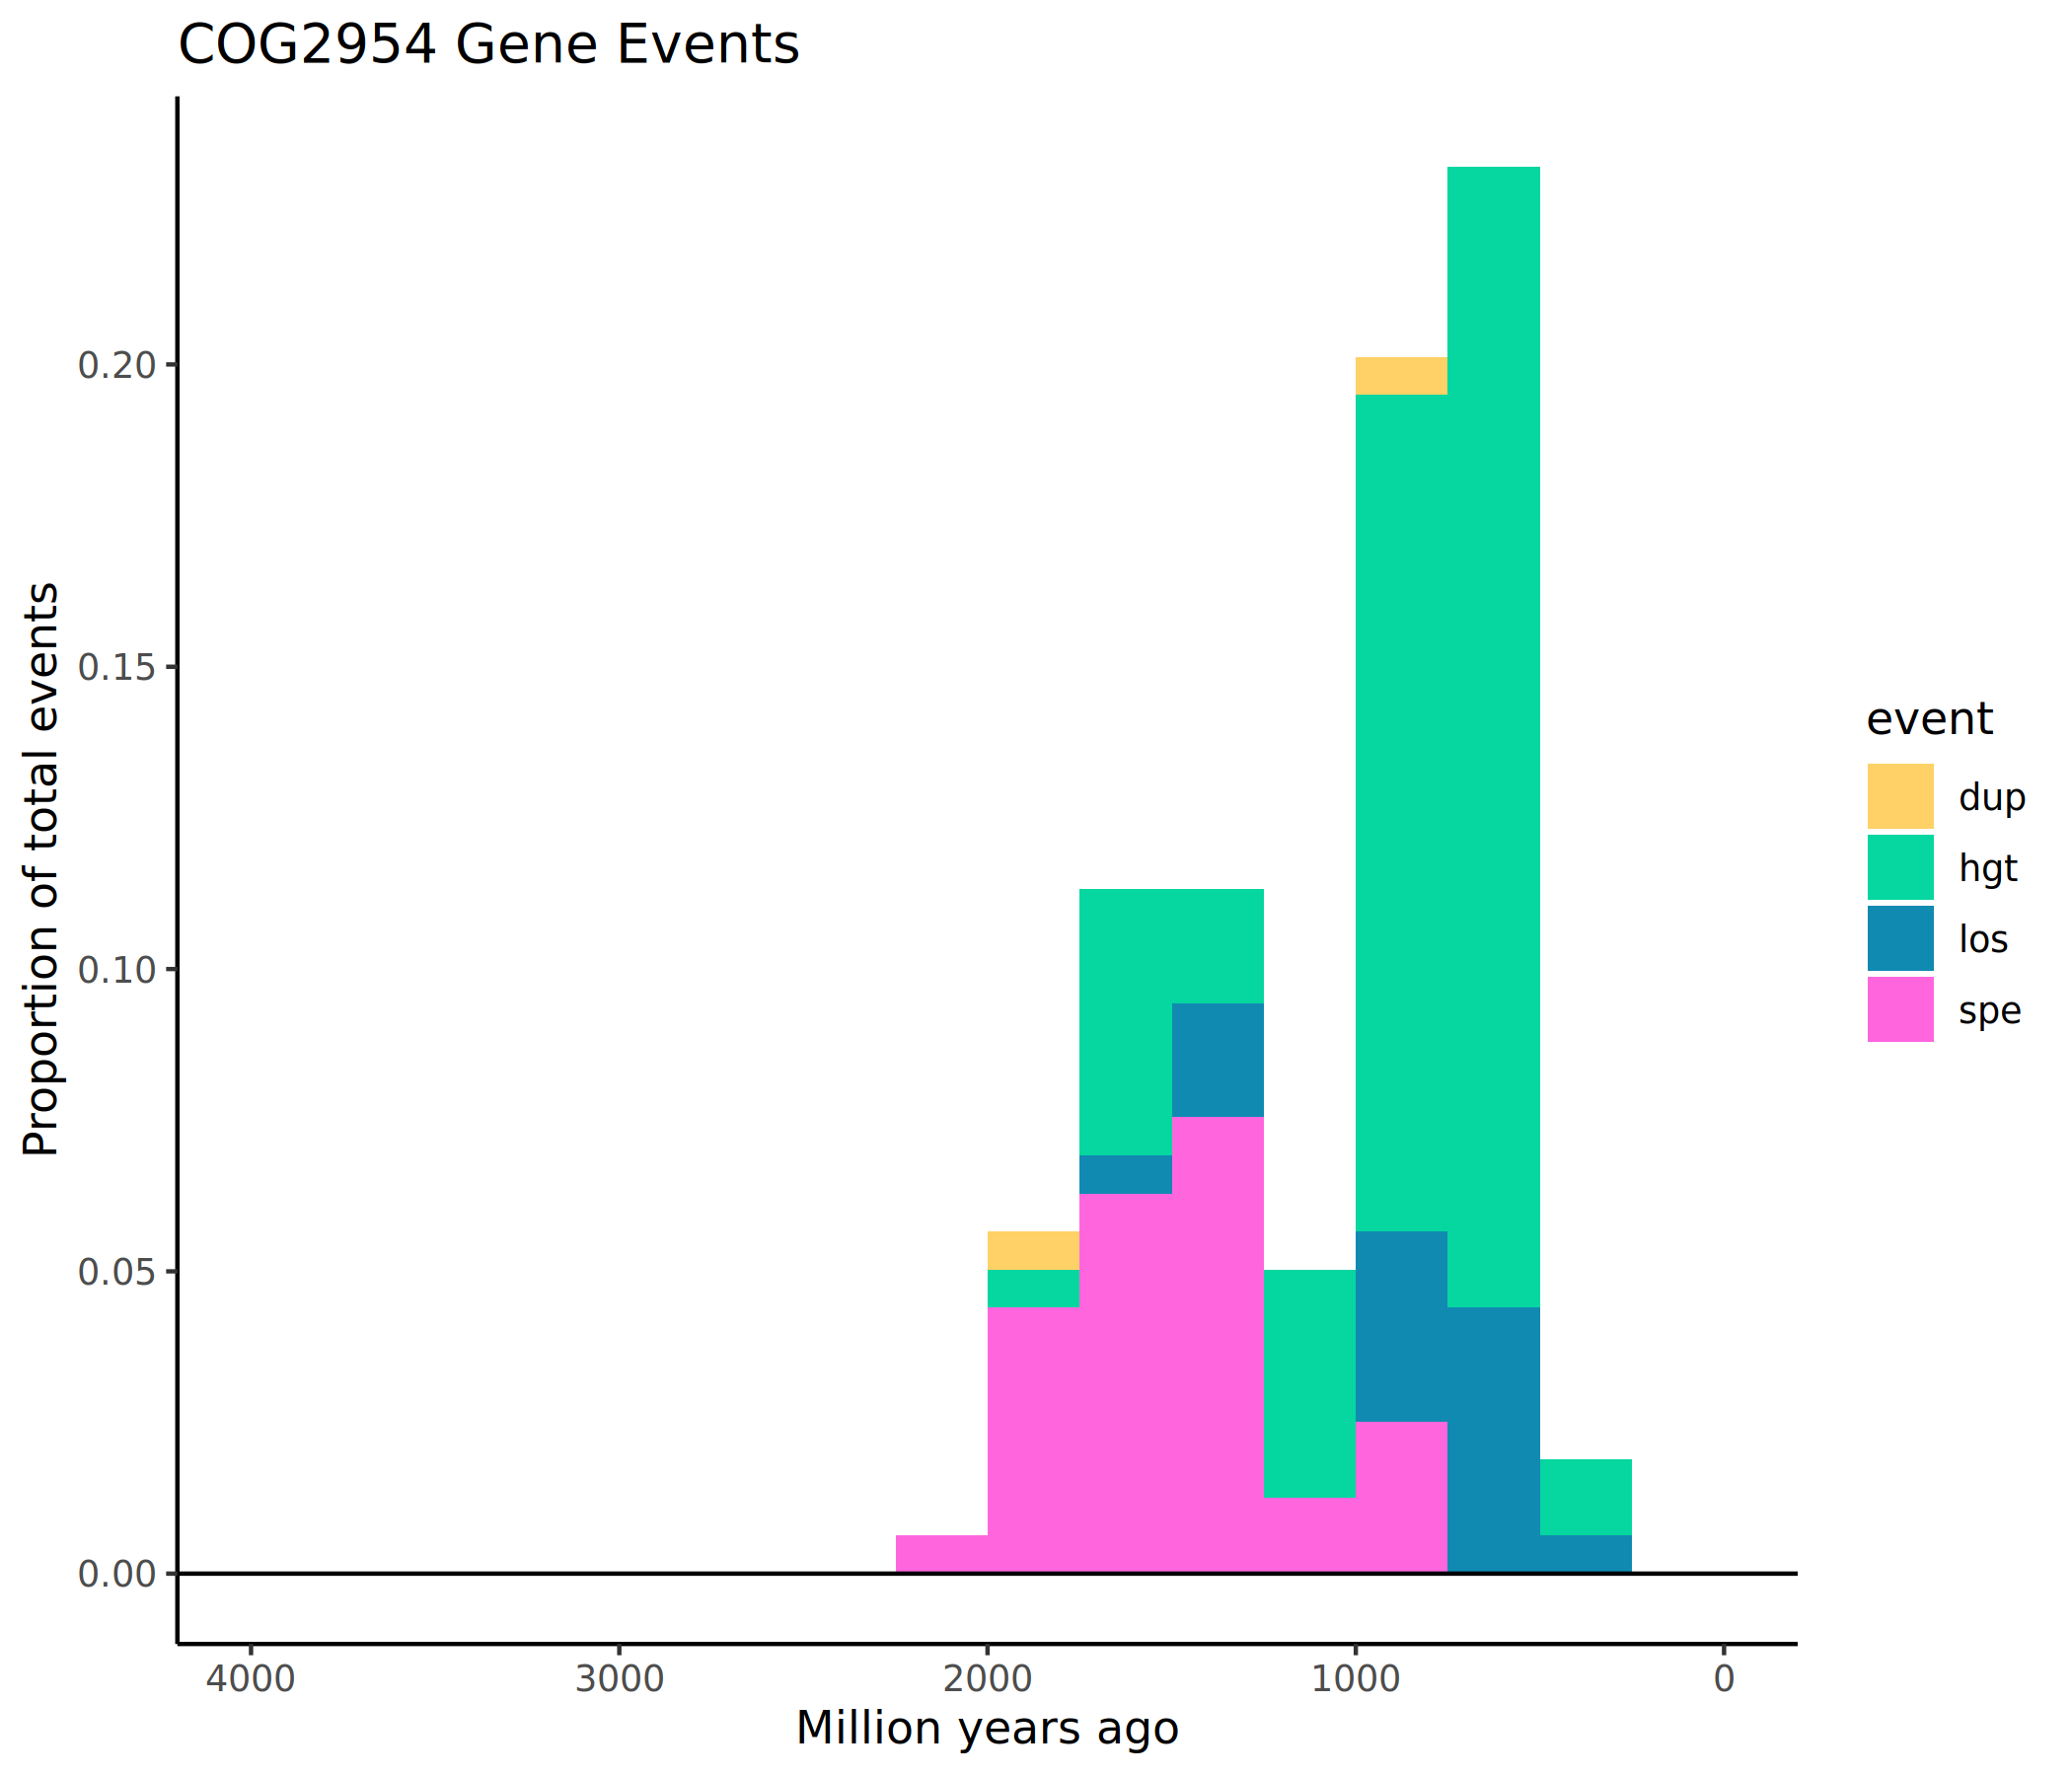 COG2954 Gene Events
Proportion of total events
0.20
0.15
0.10
0.05
0.00
4000 3000 2000 1000 0
Million years ago
event
dup
hgt
los
spe